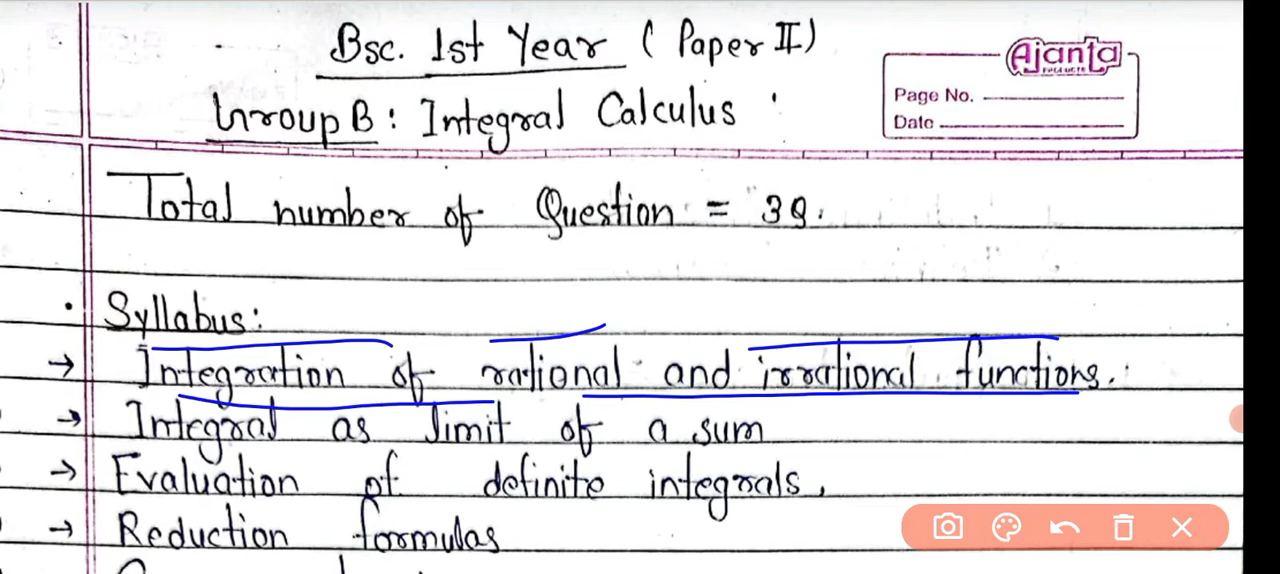 Bsc. 1st Year ( Paper II )
Group B : Integral Calculus
Ajanta
PRODUCTS
Page No.
Date
Total number of Question = 39.
Syllabus:
→ Integration of rational and irrational functions.
→ Integral as limit of a sum
→ Evaluation of definite integrals.
→ Reduction formulas